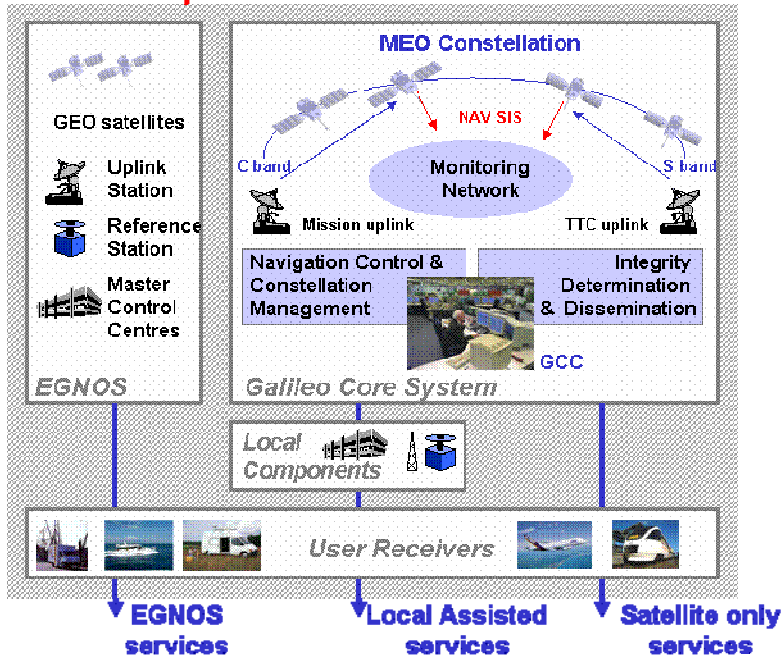 MEO Constellation
GEO satellites
NAV SIS
C band
S band
Monitoring
Network
Uplink
Station
Reference
Station
Master
Control
Centres
Mission uplink
TTC uplink
Navigation Control &
Constellation
Management
Integrity
Determination
& Dissemination
GCC
EGNOS
Galileo Core System
Local
Components
User Receivers
EGNOS
services
Local Assisted
services
Satellite only
services